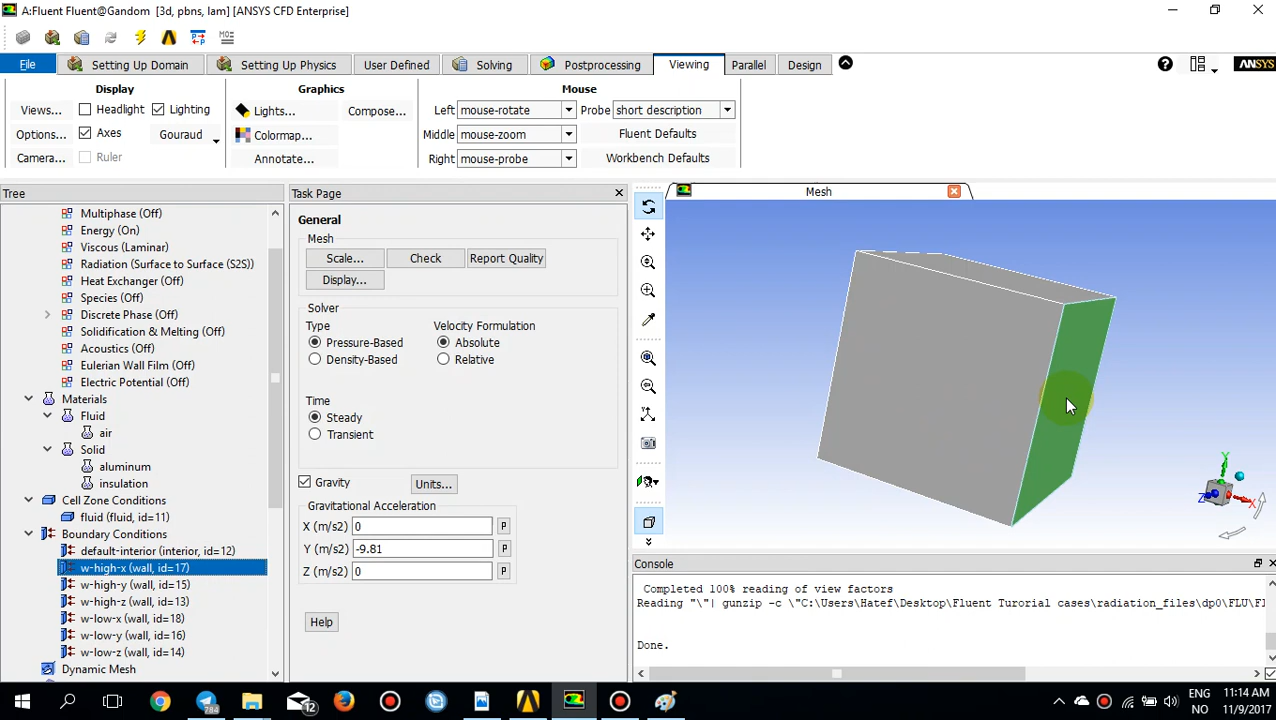 A:Fluent Fluent@Gandom [3d, pbns, lam] [ANSYS CFD Enterprise]
File
Setting Up Domain
Setting Up Physics
User Defined
Solving
Postprocessing
Viewing
Parallel
Design
ANSYS
Display
Graphics
Mouse
Views...
Headlight
Lighting
Lights...
Compose...
Left
mouse-rotate
Probe
short description
Options...
Axes
Gouraud
Colormap...
Middle
mouse-zoom
Fluent Defaults
Camera...
Ruler
Annotate...
Right
mouse-probe
Workbench Defaults
Tree
Multiphase (Off)
Energy (On)
Viscous (Laminar)
Radiation (Surface to Surface (S2S))
Heat Exchanger (Off)
Species (Off)
Discrete Phase (Off)
Solidification & Melting (Off)
Acoustics (Off)
Eulerian Wall Film (Off)
Electric Potential (Off)
Materials
Fluid
air
Solid
aluminum
insulation
Cell Zone Conditions
fluid (fluid, id=11)
Boundary Conditions
default-interior (interior, id=12)
w-high-x (wall, id=17)
w-high-y (wall, id=15)
w-high-z (wall, id=13)
w-low-x (wall, id=18)
w-low-y (wall, id=16)
w-low-z (wall, id=14)
Dynamic Mesh
Task Page
General
Mesh
Scale...
Check
Report Quality
Display...
Solver
Type
Velocity Formulation
Pressure-Based
Absolute
Density-Based
Relative
Time
Steady
Transient
Gravity
Units...
Gravitational Acceleration
X (m/s2)
0
P
Y (m/s2)
-9.81
P
Z (m/s2)
0
P
Help
Mesh
Y
Z
X
Console
Completed 100% reading of view factors
Reading "\"| gunzip -c \"C:\Users\Hatef\Desktop\Fluent Turorial cases\radiation_files\dp0\FLU\Fl
Done.
784
12
ENG
NO
11:14 AM
11/9/2017